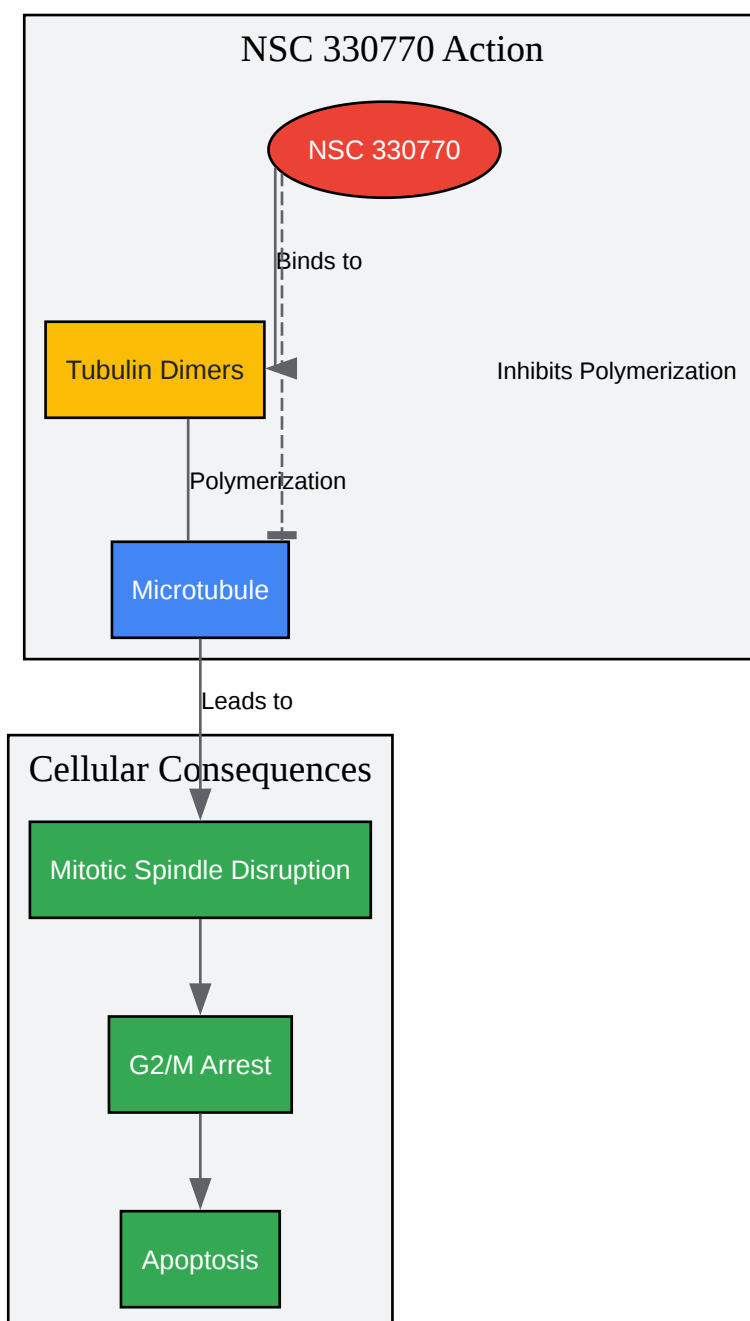 NSC 330770 Action
NSC 330770
Binds to
Tubulin Dimers
Inhibits Polymerization
Polymerization
Microtubule
Leads to
Cellular Consequences
Mitotic Spindle Disruption
G2/M Arrest
Apoptosis